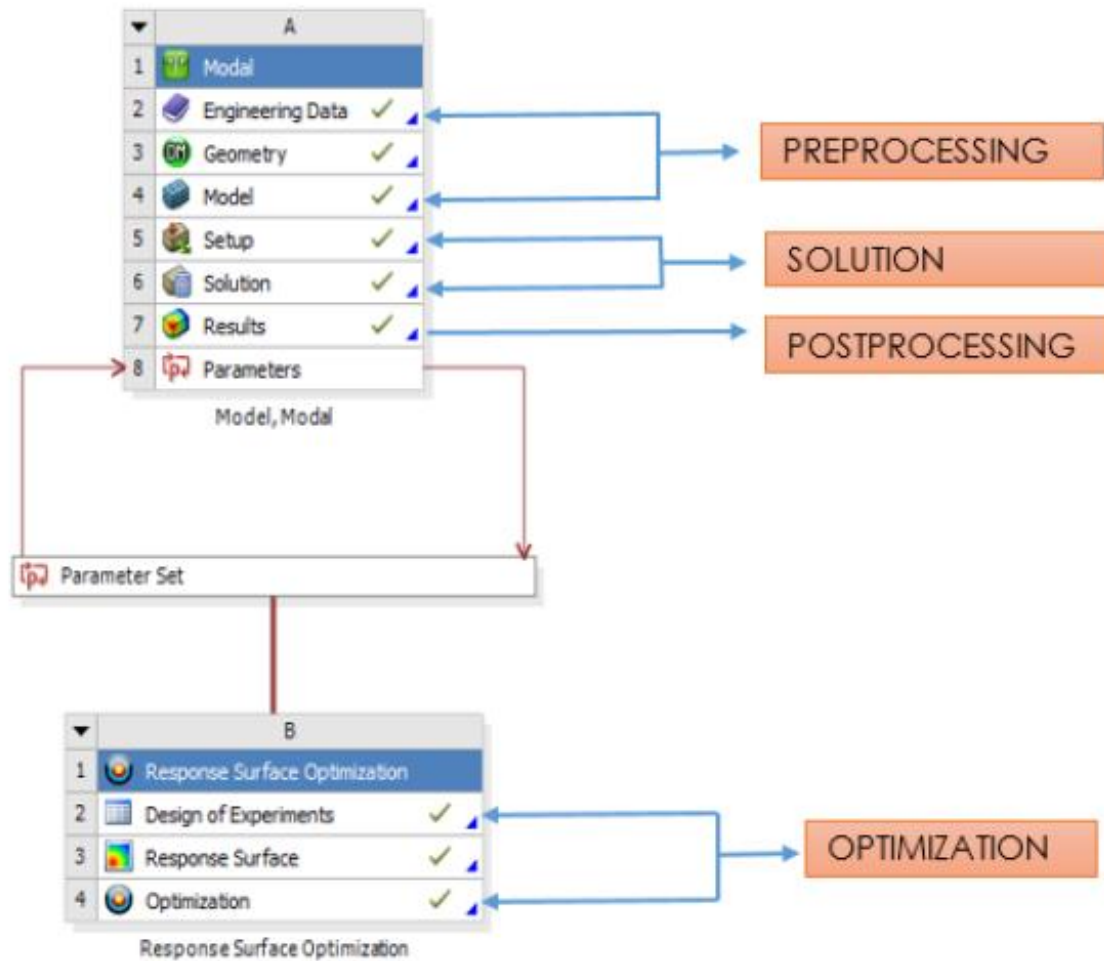 A
1 Modal
2 Engineering Data
3 Geometry
4 Model
5 Setup
6 Solution
7 Results
8 Parameters
Model, Modal
PREPROCESSING
SOLUTION
POSTPROCESSING
Parameter Set
B
1 Response Surface Optimization
2 Design of Experiments
3 Response Surface
4 Optimization
Response Surface Optimization
OPTIMIZATION